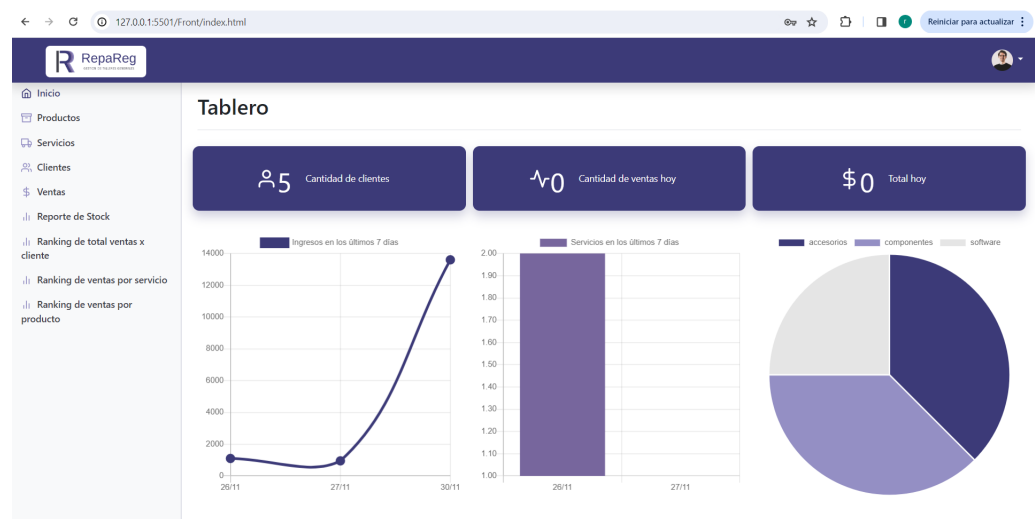 127.0.0.1:5501/Front/index.html
r
Reiniciar para actualizar
RepaReg
Inicio
Productos
Servicios
Clientes
$ Ventas
Reporte de Stock
Ranking de total ventas x
cliente
Ranking de ventas por servicio
Ranking de ventas por
producto
Tablero
5 Cantidad de clientes
0 Cantidad de ventas hoy
$ 0 Total hoy
Ingresos en los últimos 7 días
14000
12000
10000
8000
6000
4000
2000
0
26/11 27/11 30/11
Servicios en los últimos 7 días
2.00
1.90
1.80
1.70
1.60
1.50
1.40
1.30
1.20
1.10
1.00
26/11 27/11
accesorios componentes software